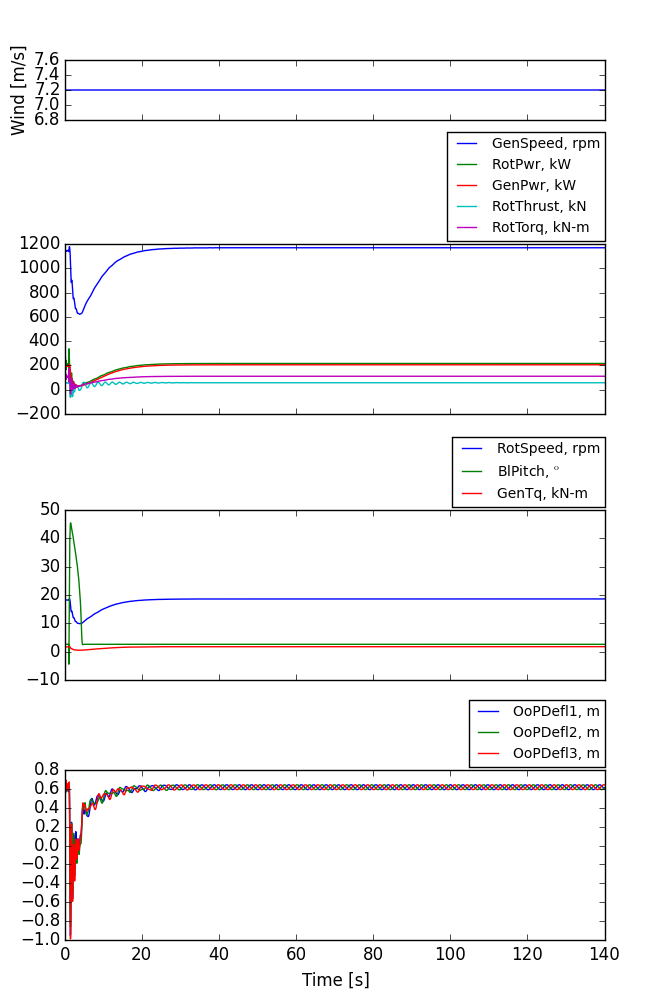 Wind [m/s]
7.6
7.4
7.2
7.0
6.8
GenSpeed, rpm
RotPwr, kW
GenPwr, kW
RotThrust, kN
RotTorq, kN-m
1200
1000
800
600
400
200
0
−200
RotSpeed, rpm
BlPitch, °
GenTq, kN-m
50
40
30
20
10
0
−10
OoPDefl1, m
OoPDefl2, m
OoPDefl3, m
0.8
0.6
0.4
0.2
0.0
−0.2
−0.4
−0.6
−0.8
−1.0
0 20 40 60 80 100 120 140
Time [s]